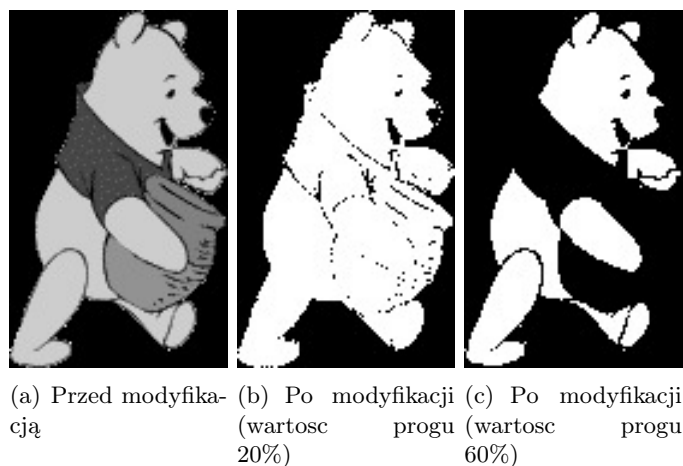 (a) Przed modyfika-
cją
(b) Po modyfikacji
(wartosc progu
20%)
(c) Po modyfikacji
(wartosc progu
60%)